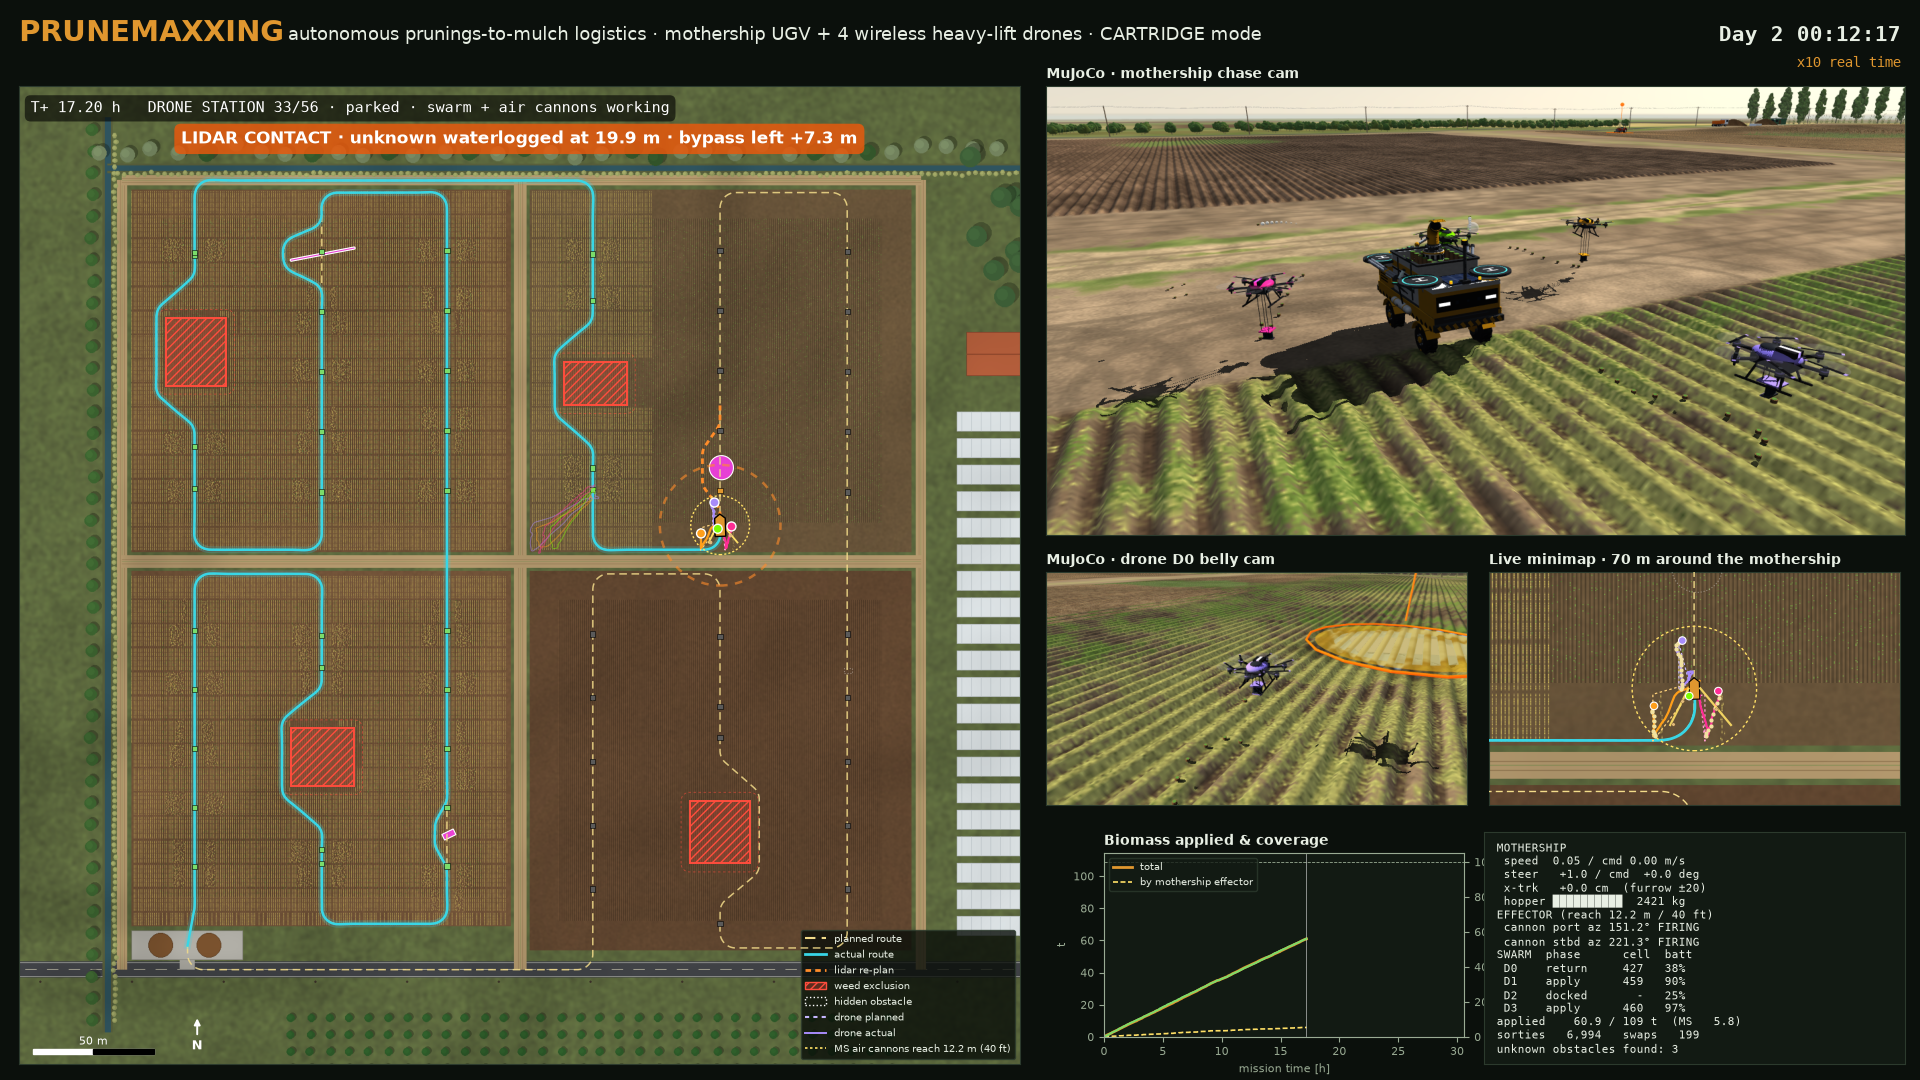 PRUNEMAXXING autonomous prunings-to-mulch logistics · mothership UGV + 4 wireless heavy-lift drones · CARTRIDGE mode
Day 2 00:12:17
x10 real time
T+ 17.20 h DRONE STATION 33/56 · parked · swarm + air cannons working
LIDAR CONTACT · unknown waterlogged at 19.9 m · bypass left +7.3 m
50 m
N
planned route
actual route
lidar re-plan
weed exclusion
hidden obstacle
drone planned
drone actual
MS air cannons reach 12.2 m (40 ft)
MuJoCo · mothership chase cam
MuJoCo · drone D0 belly cam
Live minimap · 70 m around the mothership
Biomass applied & coverage
total
by mothership effector
t
100
80
60
40
20
0
0 5 10 15 20 25 30
mission time [h]
MOTHERSHIP
speed 0.05 / cmd 0.00 m/s
steer +1.0 / cmd +0.0 deg
x-trk +0.0 cm (furrow ±20)
hopper 2421 kg
EFFECTOR (reach 12.2 m / 40 ft)
cannon port az 151.2° FIRING
cannon stbd az 221.3° FIRING
SWARM phase cell batt
D0 return 427 38%
D1 apply 459 90%
D2 docked - 25%
D3 apply 460 97%
applied 60.9 / 109 t (MS 5.8)
sorties 6,994 swaps 199
unknown obstacles found: 3